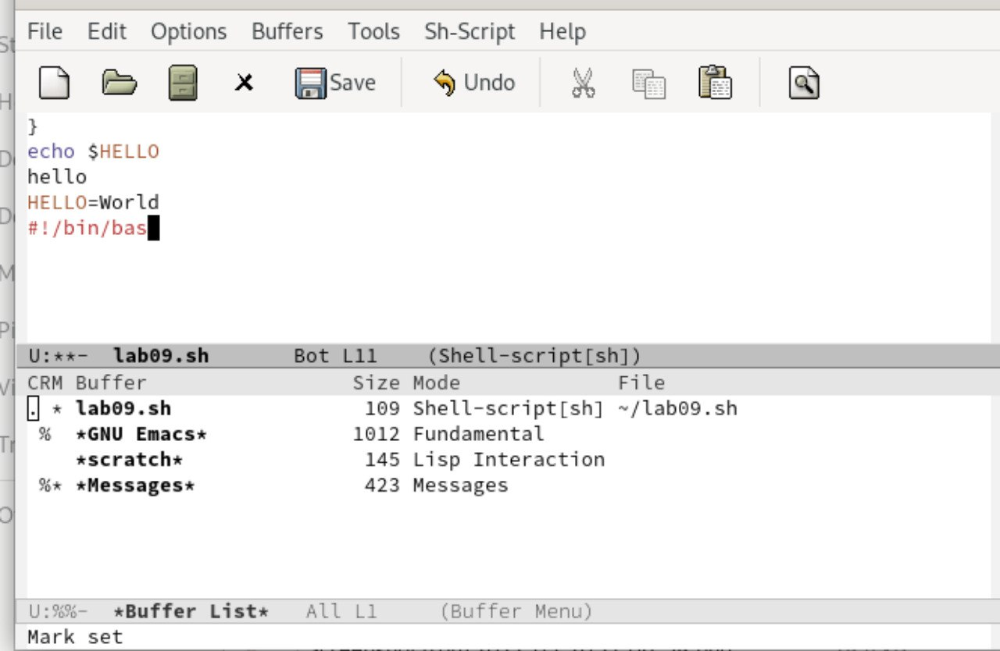 File Edit Options Buffers Tools Sh-Script Help
Save Undo
}
echo $HELLO
hello
HELLO=World
#!/bin/bas
U:**- lab09.sh Bot L11 (Shell-script[sh])
CRM Buffer Size Mode File
. * lab09.sh 109 Shell-script[sh] ~/lab09.sh
% *GNU Emacs* 1012 Fundamental
*scratch* 145 Lisp Interaction
%* *Messages* 423 Messages
U:%%- *Buffer List* All L1 (Buffer Menu)
Mark set